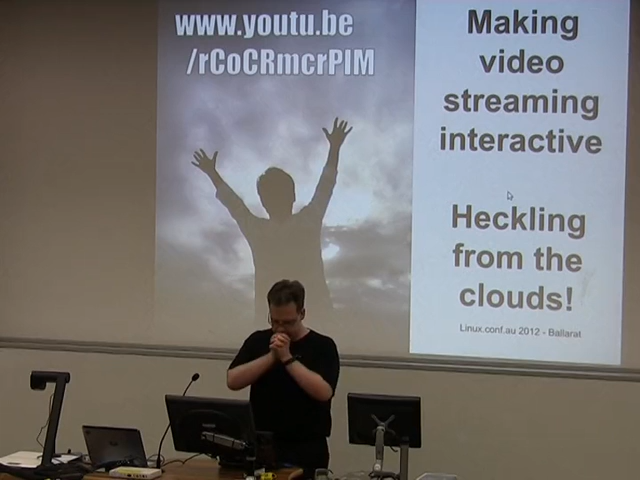 www.youtu.be
/rCoCRmcrPIM
Making
video
streaming
interactive
Heckling
from the
clouds!
Linux.conf.au 2012 - Ballarat